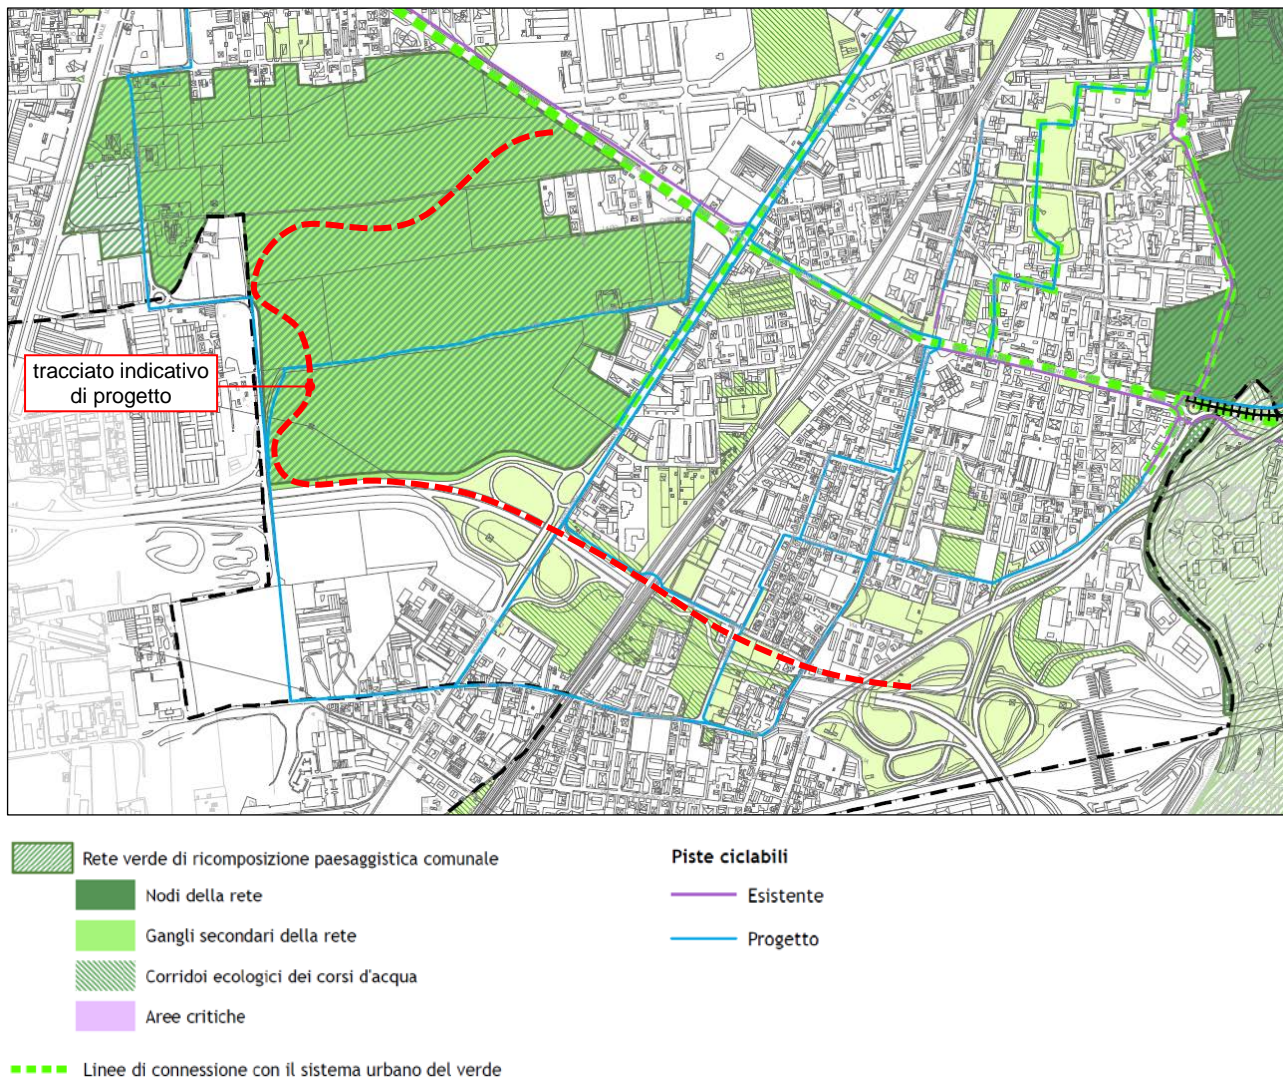 VIALE
tracciato indicativo
di progetto
Rete verde di ricomposizione paesaggistica comunale
Nodi della rete
Gangli secondari della rete
Corridoi ecologici dei corsi d'acqua
Aree critiche
Linee di connessione con il sistema urbano del verde
Piste ciclabili
Esistente
Progetto